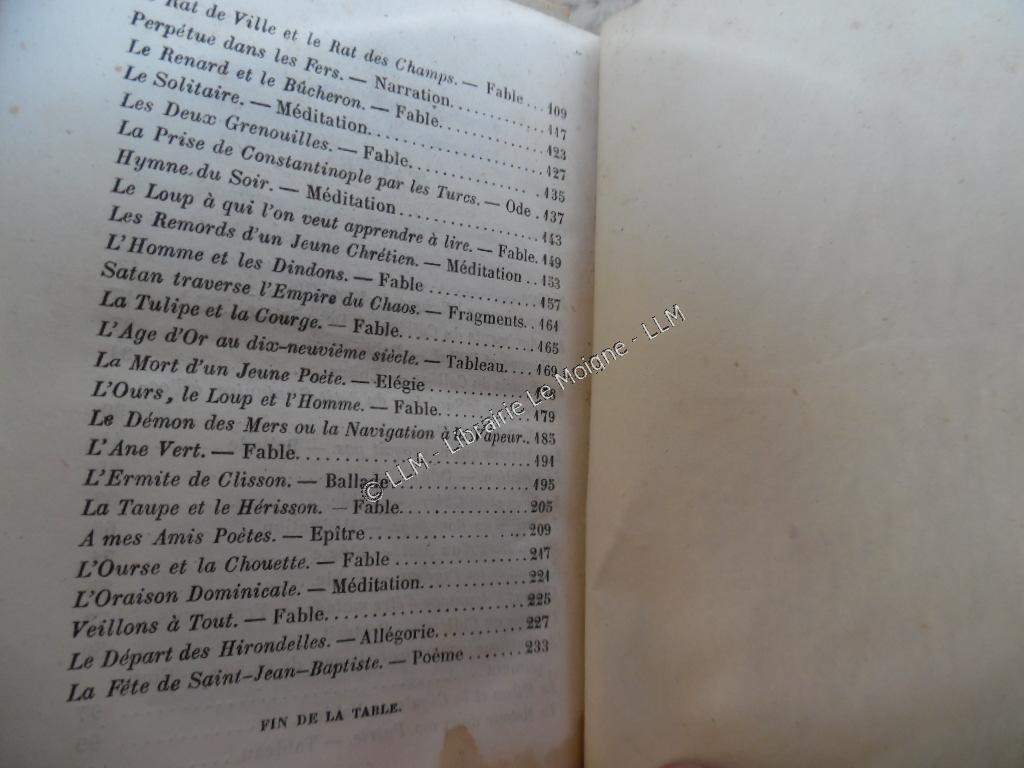 Rat de Ville et le Rat des Champs. — Fable... 109
Perpétue dans les Fers. — Narration.............. 117
Le Renard et le Bûcheron. — Fable............... 123
Le Solitaire. — Méditation....................... 127
Les Deux Grenouilles. — Fable.................. 135
La Prise de Constantinople par les Turcs. — Ode . 137
Hymne du Soir. — Méditation.................. 143
Le Loup à qui l'on veut apprendre à lire. — Fable. 149
Les Remords d'un Jeune Chrétien. — Méditation .. 153
L'Homme et les Dindons. — Fable.............. 157
Satan traverse l'Empire du Chaos. — Fragments.. 161
La Tulipe et la Courge. — Fable................ 165
L'Age d'Or au dix-neuvième siècle. — Tableau.... 169
La Mort d'un Jeune Poète. — Elégie............
L'Ours, le Loup et l'Homme. — Fable........... 179
Le Démon des Mers ou la Navigation à la Vapeur.. 185
L'Ane Vert. — Fable.......................... 191
L'Ermite de Clisson. — Ballade................ 195
La Taupe et le Hérisson. — Fable............... 205
A mes Amis Poètes. — Epître.................. 209
L'Ourse et la Chouette. — Fable............... 217
L'Oraison Dominicale. — Méditation............ 221
Veillons à Tout. — Fable...................... 225
Le Départ des Hirondelles. — Allégorie.......... 227
La Fête de Saint-Jean-Baptiste. — Poème....... 233
FIN DE LA TABLE.
© LLM - Librairie Le Moigne - LLM